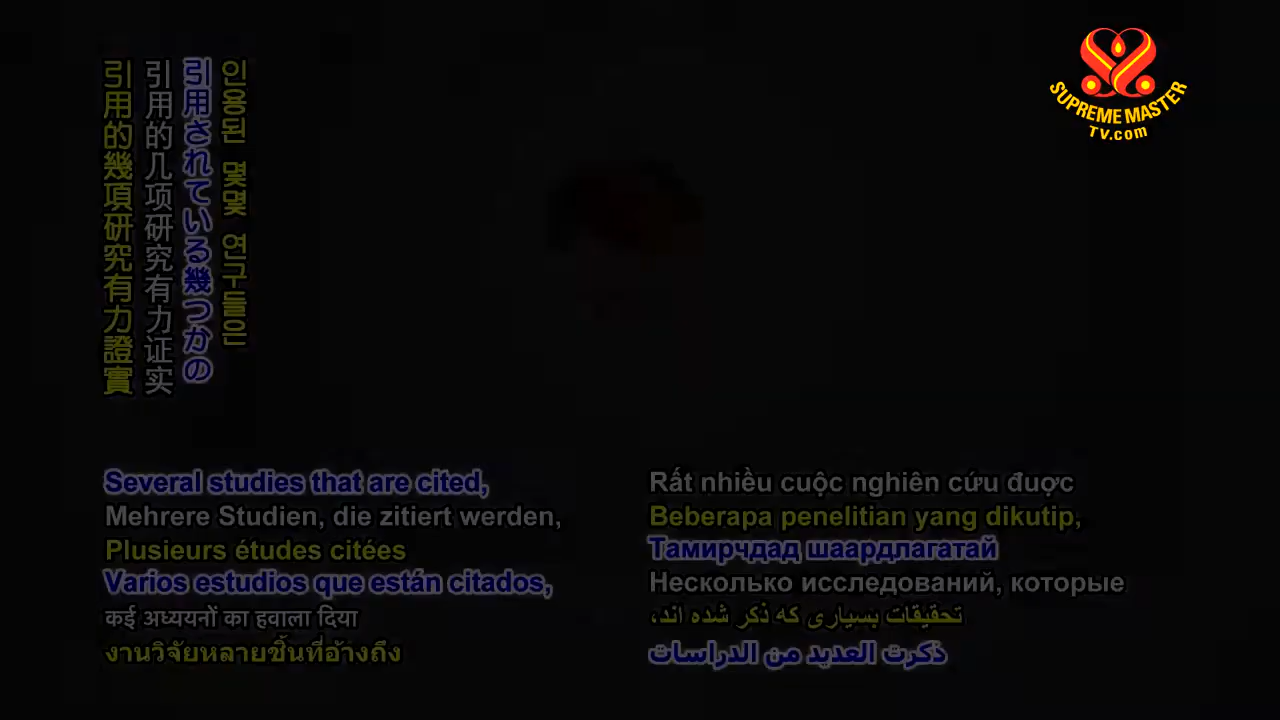 SUPREME MASTER
TV.com
引用的幾項研究有力證實
引用的几项研究有力证实
引用されている幾つかの
인용된 몇몇 연구들은
Several studies that are cited,
Mehrere Studien, die zitiert werden,
Plusieurs études citées
Varios estudios que están citados,
कई अध्ययनों का हवाला दिया
งานวิจัยหลายชิ้นที่อ้างถึง
Rất nhiều cuộc nghiên cứu được
Beberapa penelitian yang dikutip,
Тамирчдад шаардлагатай
Несколько исследований, которые
تحقیقات بسیاری که ذکر شده اند،
ذكرت العديد من الدراسات